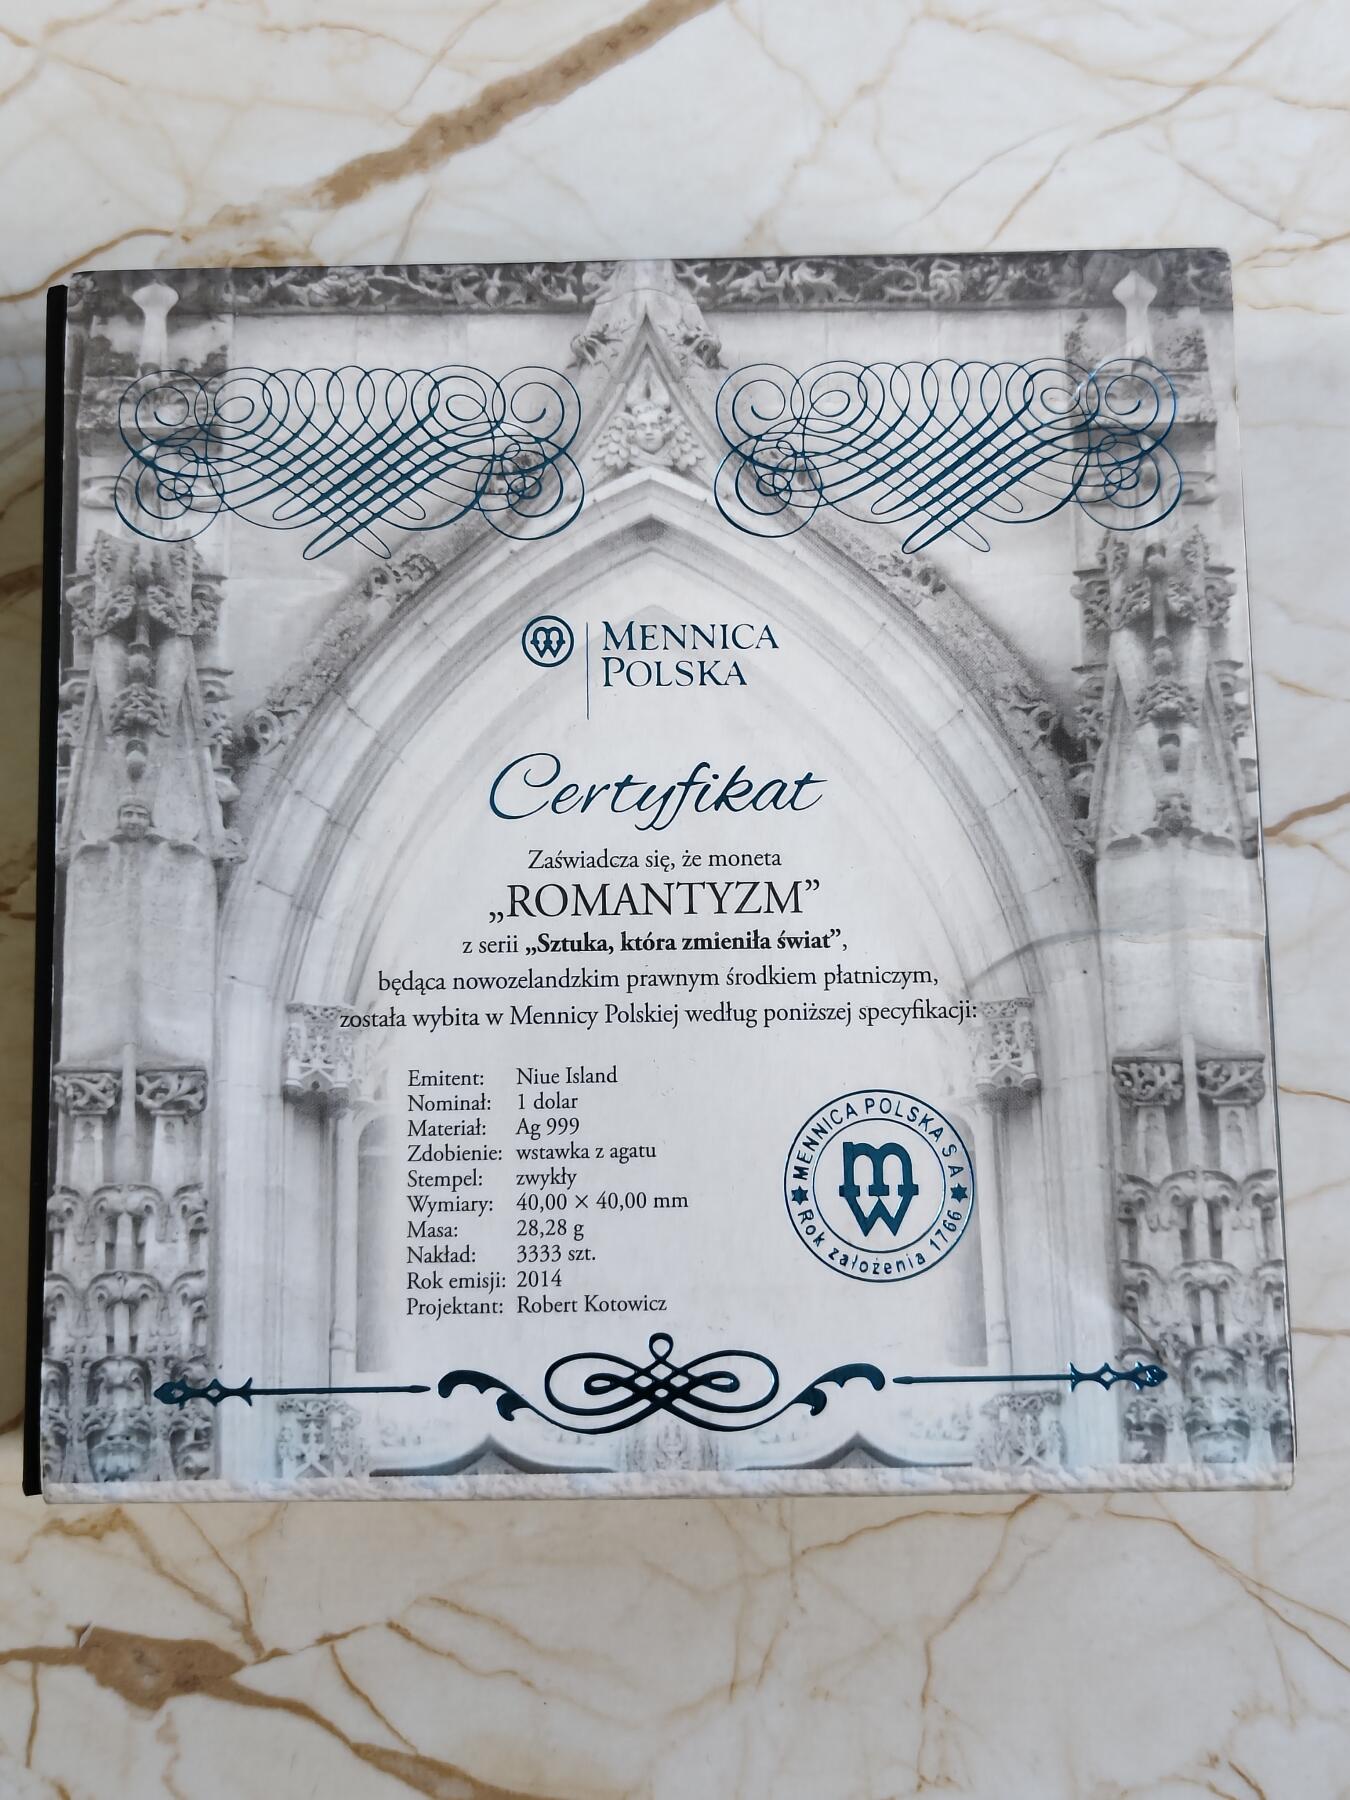 MENNICA
POLSKA
Certyfikat
Zaświadcza się, że moneta
„ROMANTYZM”
z serii „Sztuka, która zmieniła świat”,
będąca nowozelandzkim prawnym środkiem płatniczym,
została wybita w Mennicy Polskiej według poniższej specyfikacji:
Emitent: Niue Island
Nominał: 1 dolar
Materiał: Ag 999
Zdobienie: wstawka z agatu
Stempel: zwykły
Wymiary: 40,00 × 40,00 mm
Masa: 28,28 g
Nakład: 3333 szt.
Rok emisji: 2014
Projektant: Robert Kotowicz
MENNICA POLSKA S A
Rok założenia 1766